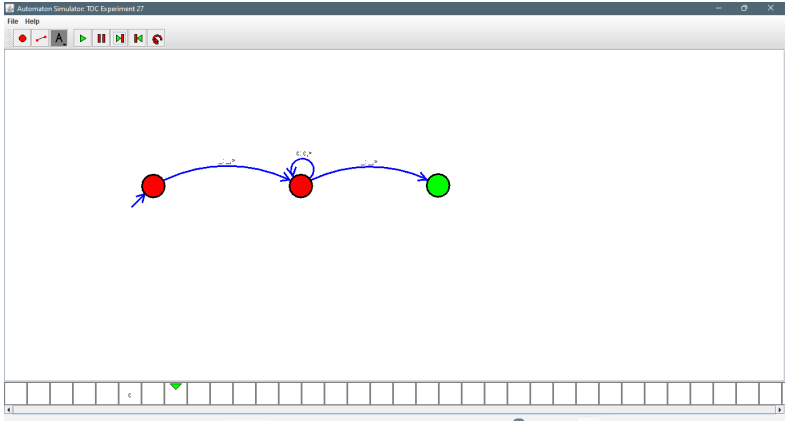 Automaton Simulator: TOC Experiment 27
File Help
A
_: _,>
c: c,>
_: _,>
c